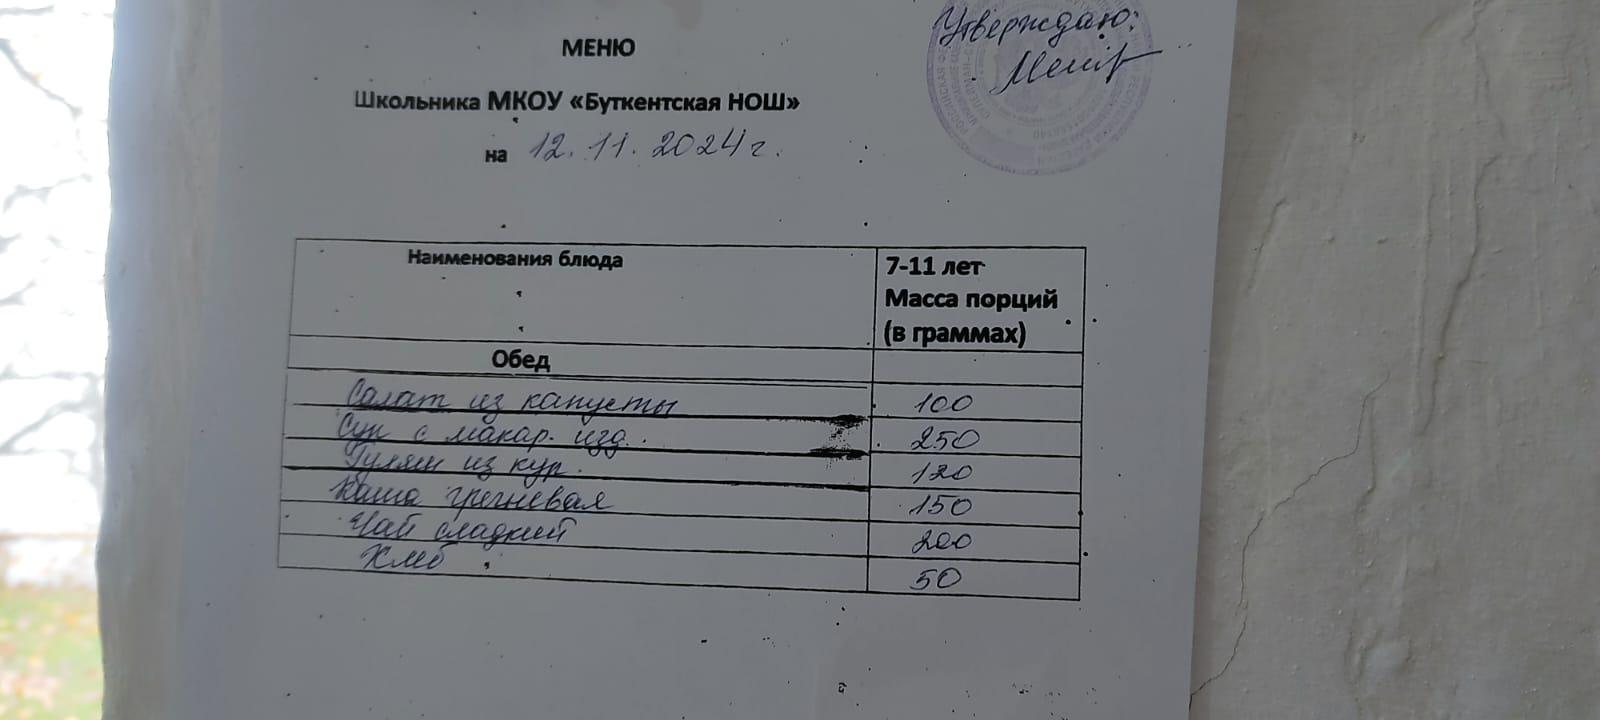 Утверждаю:
МЕНЮ
Школьника МКОУ «Буткентская НОШ»
на 12.11.2024г.
Наименования блюда
7-11 лет
Масса порций
(в граммах)
Обед
Салат из капусты 100
Суп с макар. изд. 250
Гуляш из кур. 120
Каша гречневая 150
Чай сладкий 200
Хлеб 50